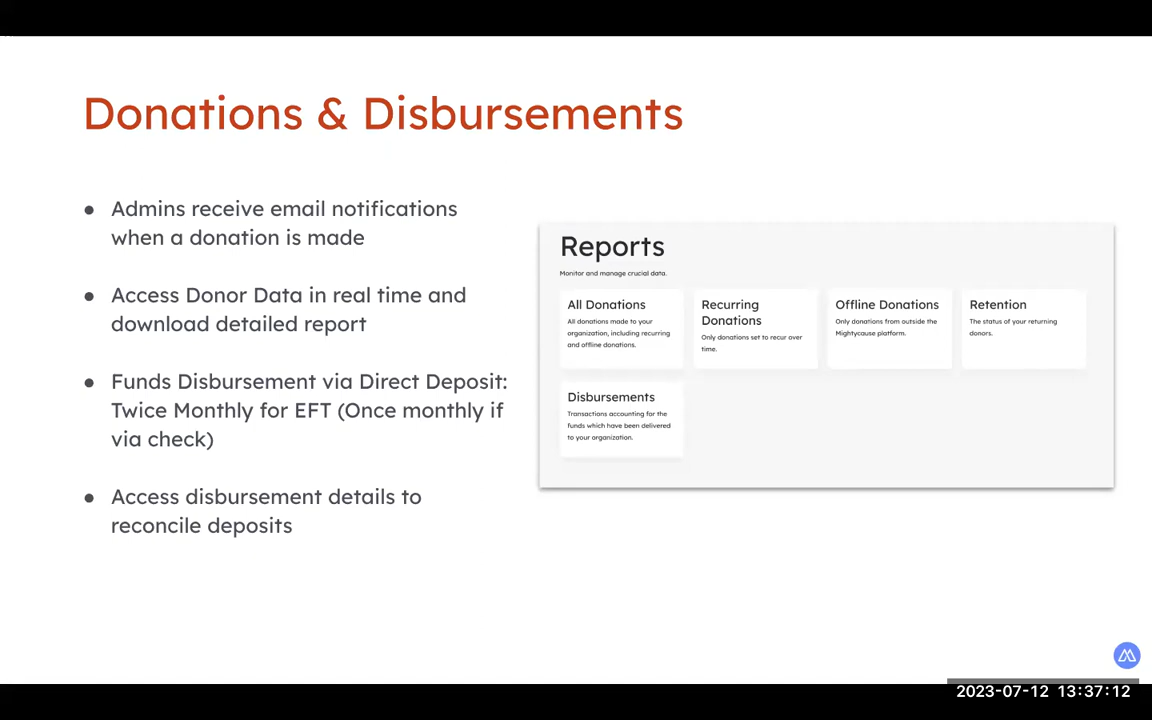 Donations & Disbursements
● Admins receive email notifications
when a donation is made
● Access Donor Data in real time and
download detailed report
● Funds Disbursement via Direct Deposit:
Twice Monthly for EFT (Once monthly if
via check)
● Access disbursement details to
reconcile deposits
Reports
Monitor and manage crucial data.
All Donations
All donations made to your
organization, including recurring
and offline donations.
Recurring
Donations
Only donations set to recur over
time.
Offline Donations
Only donations from outside the
Mightycause platform.
Retention
The status of your returning
donors.
Disbursements
Transactions accounting for the
funds which have been delivered
to your organization.
2023-07-12 13:37:12